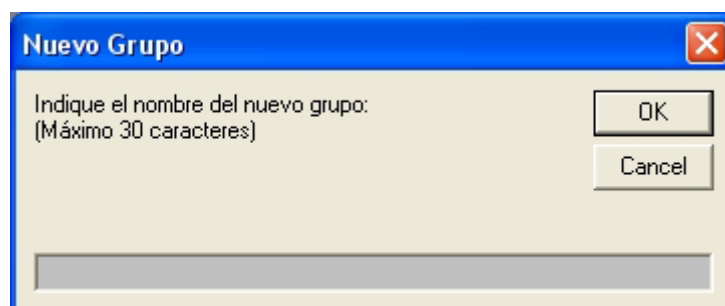 Nuevo Grupo
Indique el nombre del nuevo grupo:
(Máximo 30 caracteres)
OK
Cancel